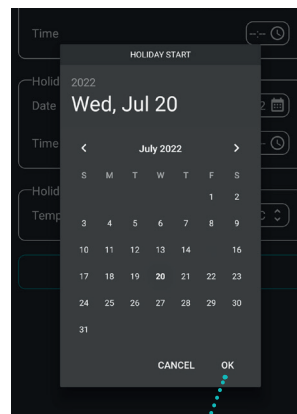 Time --:--
HOLIDAY START
Holid
2022
Date Wed, Jul 20 2
Time July 2022 --
S M T W T F S
1 2
Holid
Temp 3 4 5 6 7 8 9 C
10 11 12 13 14 16
17 18 19 20 21 22 23
24 25 26 27 28 29 30
31
CANCEL OK